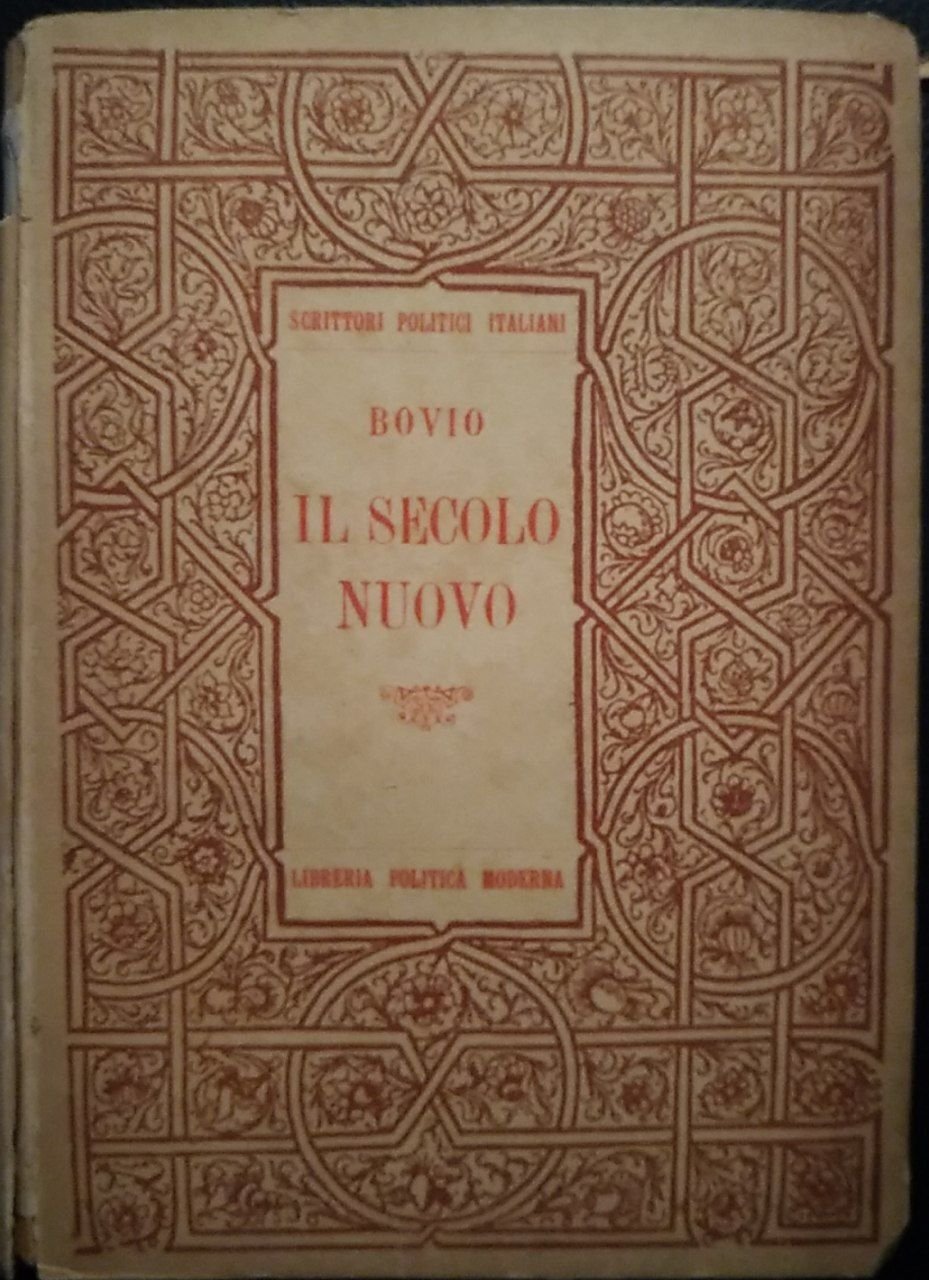 SCRITTORI POLITICI ITALIANI
BOVIO
IL SECOLO
NUOVO
LIBRERIA POLITICA MODERNA